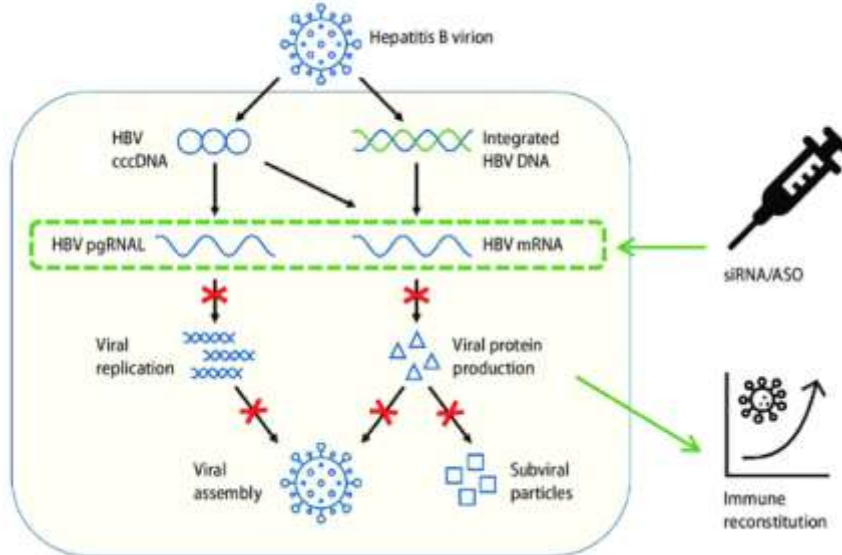 Hepatitis B virion
HBV
cccDNA
Integrated
HBV DNA
HBV pgRNAL
HBV mRNA
siRNA/ASO
Viral
replication
Viral protein
production
Viral
assembly
Subviral
particles
Immune
reconstitution